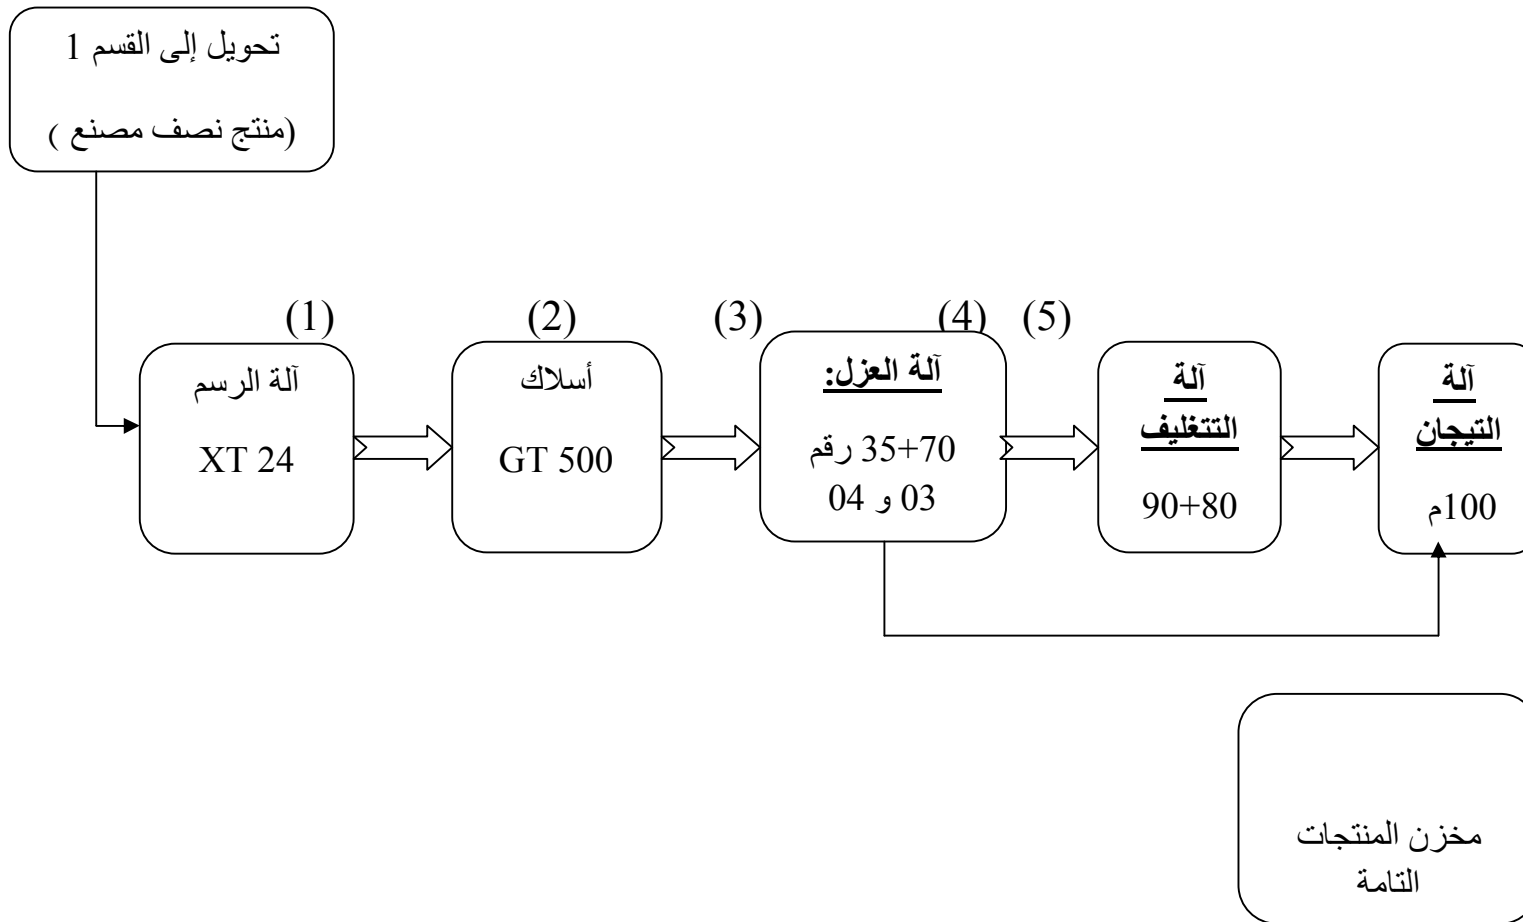 تحويل إلى القسم 1
(منتج نصف مصنع )
(1)
(2)
(3)
(4)
(5)
آلة الرسم
XT 24
أسلاك
GT 500
آلة العزل:
35+70 رقم
03 و 04
آلة
التتغليف
90+80
آلة
التيجان
100م
مخزن المنتجات
التامة